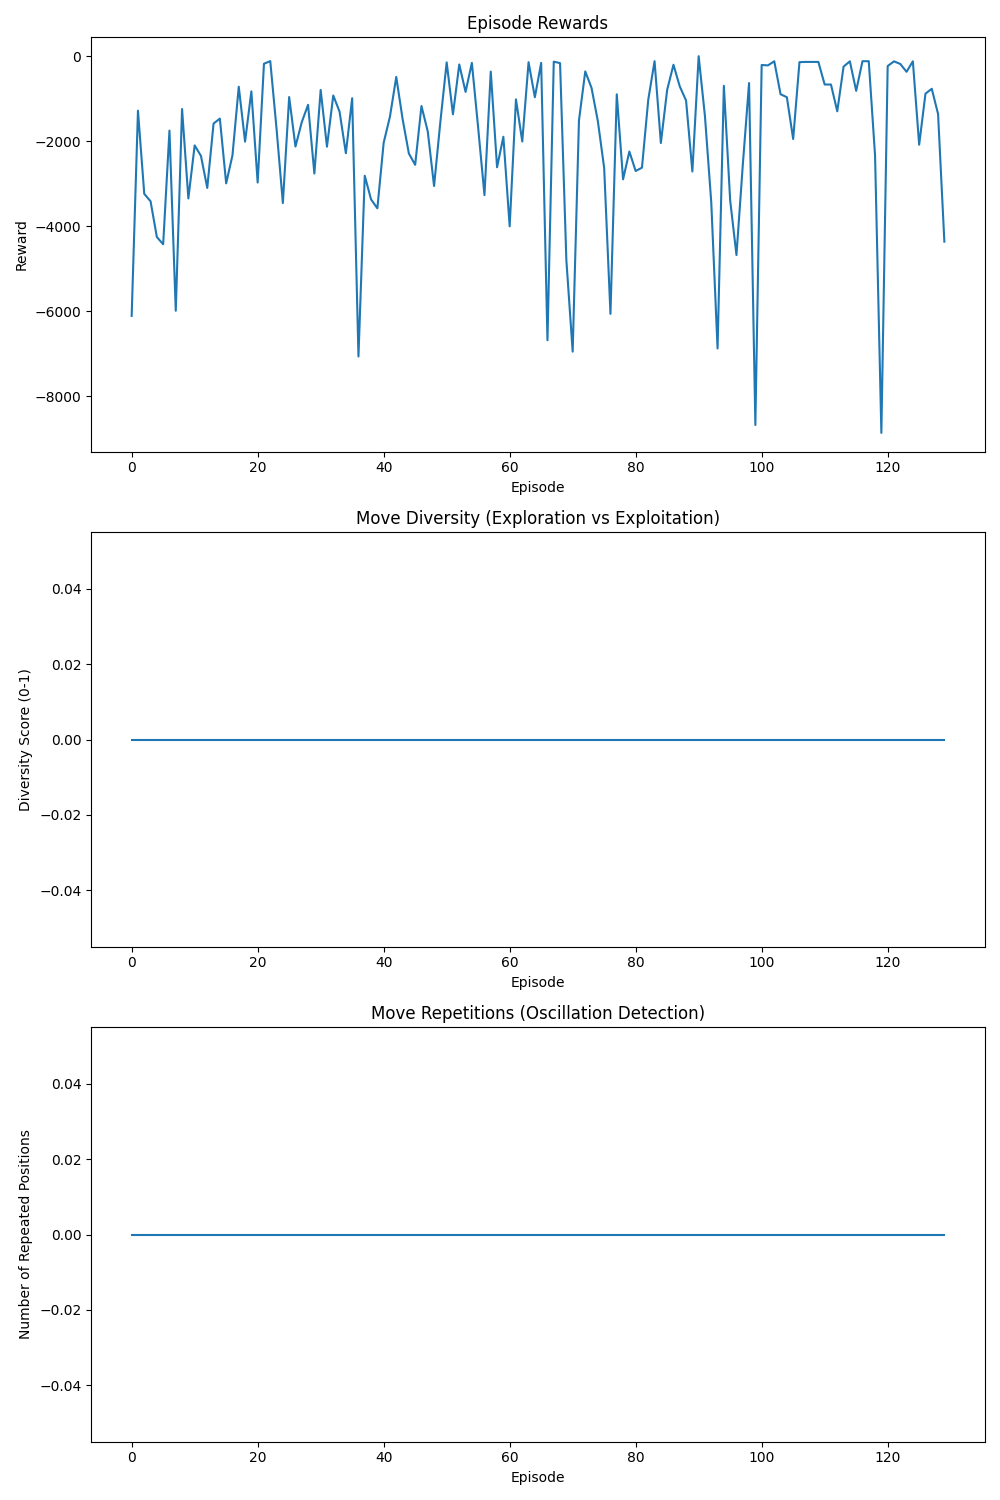 Episode Rewards
0
−2000
−4000
−6000
−8000
Reward
0 20 40 60 80 100 120
Episode
Move Diversity (Exploration vs Exploitation)
0.04
0.02
0.00
−0.02
−0.04
Diversity Score (0-1)
0 20 40 60 80 100 120
Episode
Move Repetitions (Oscillation Detection)
0.04
0.02
0.00
−0.02
−0.04
Number of Repeated Positions
0 20 40 60 80 100 120
Episode